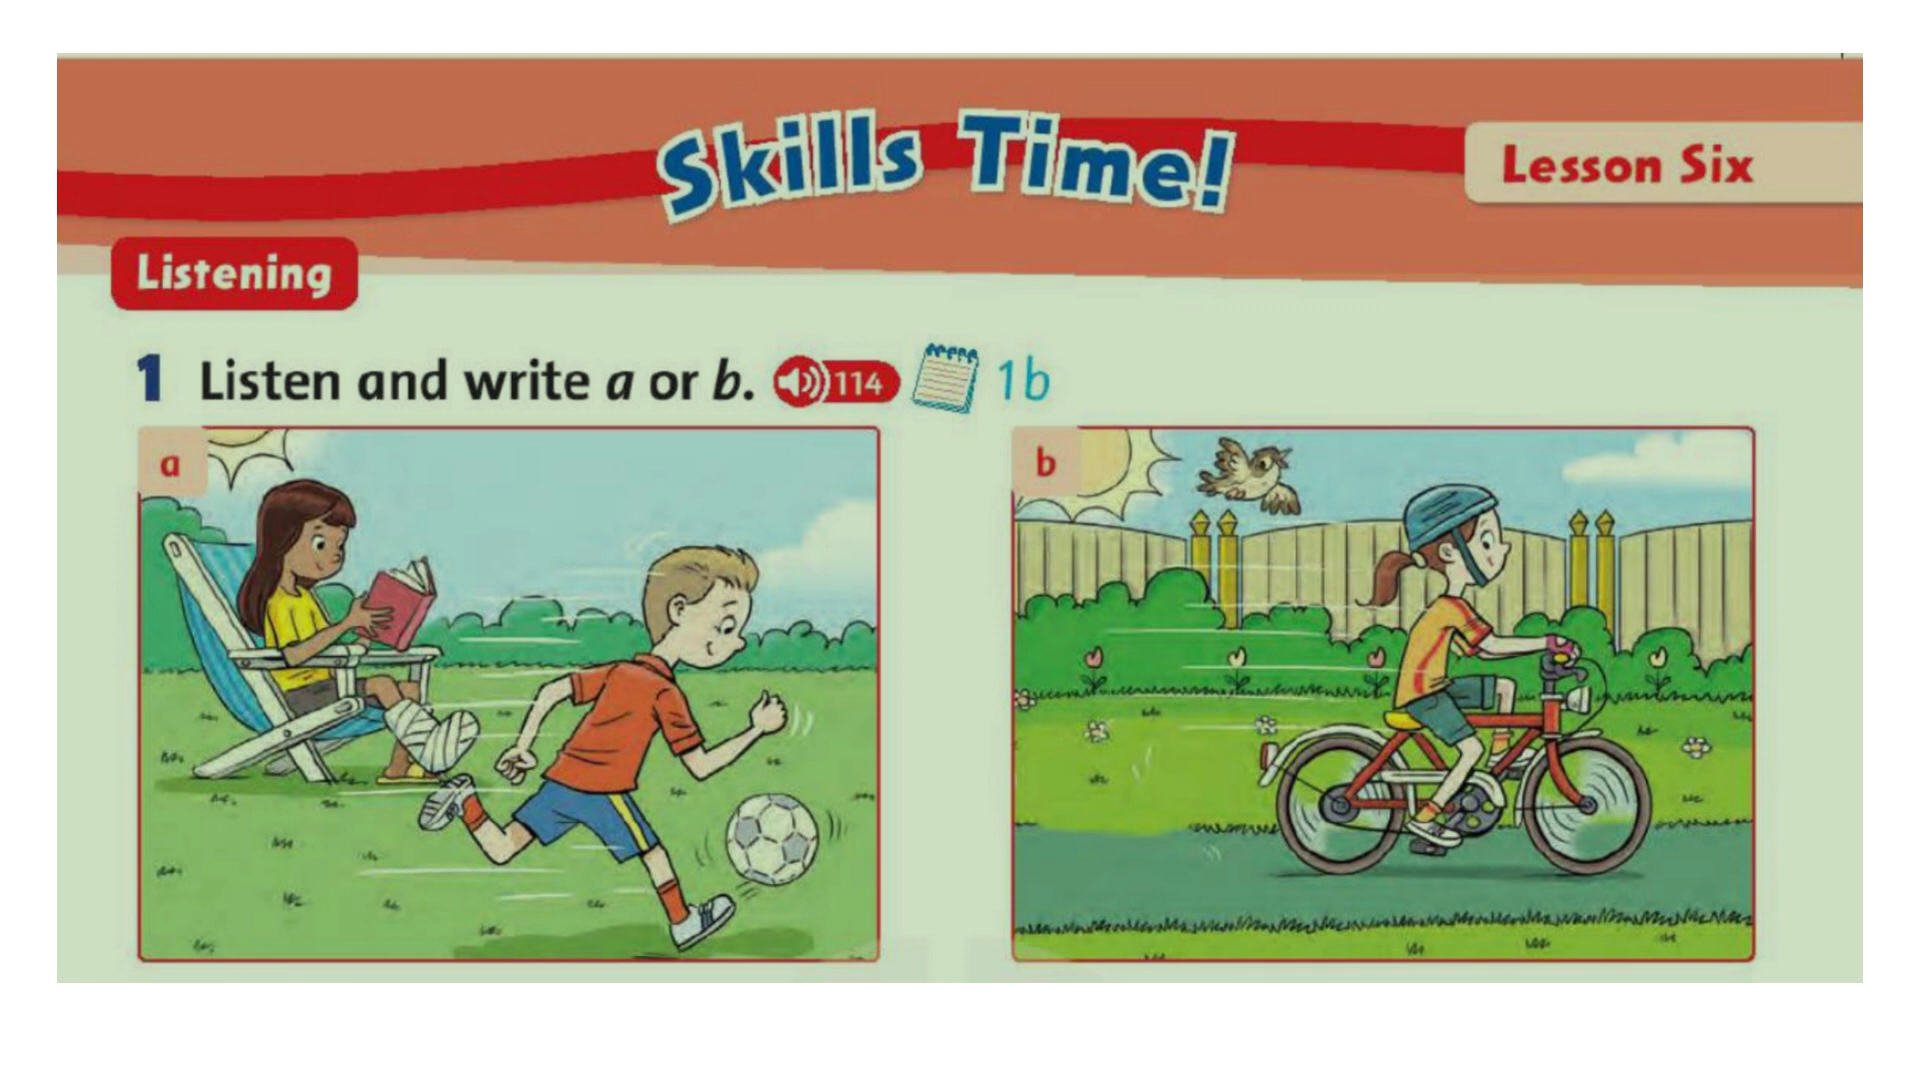 Skills Time!
Lesson Six
Listening
1 Listen and write a or b. 114 1b
a
b